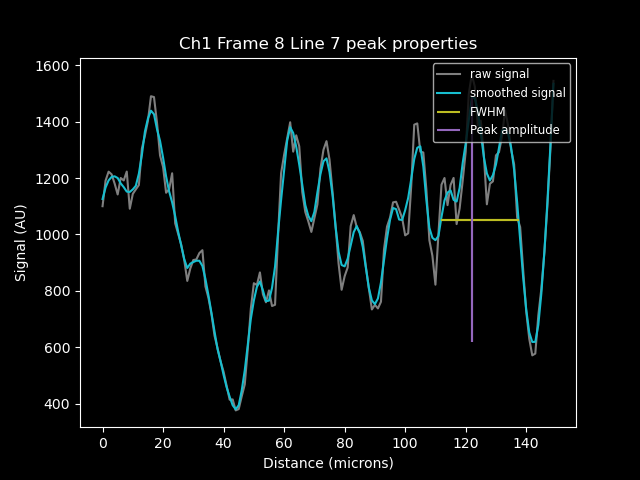 Ch1 Frame 8 Line 7 peak properties
raw signal
smoothed signal
FWHM
Peak amplitude
Signal (AU)
1600
1400
1200
1000
800
600
400
0 20 40 60 80 100 120 140
Distance (microns)